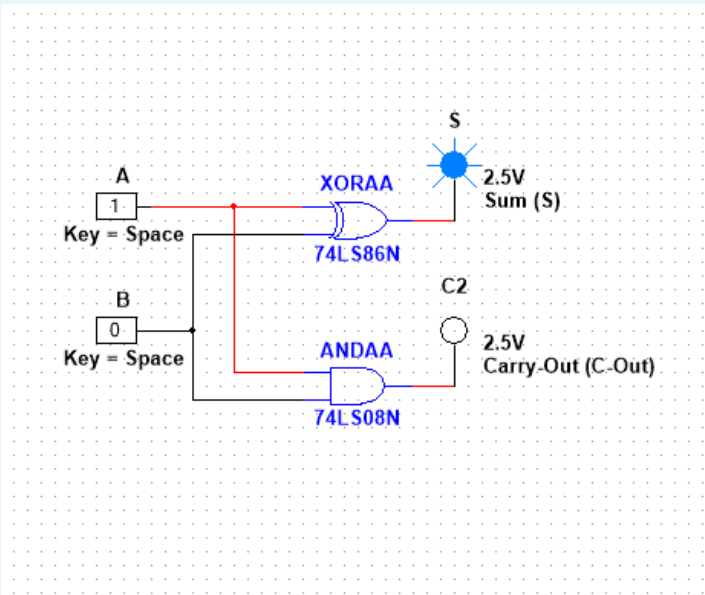 S
A
XORAA
2.5V
Sum (S)
1
Key = Space
74LS86N
C2
B
0
Key = Space
ANDAA
2.5V
Carry-Out (C-Out)
74LS08N